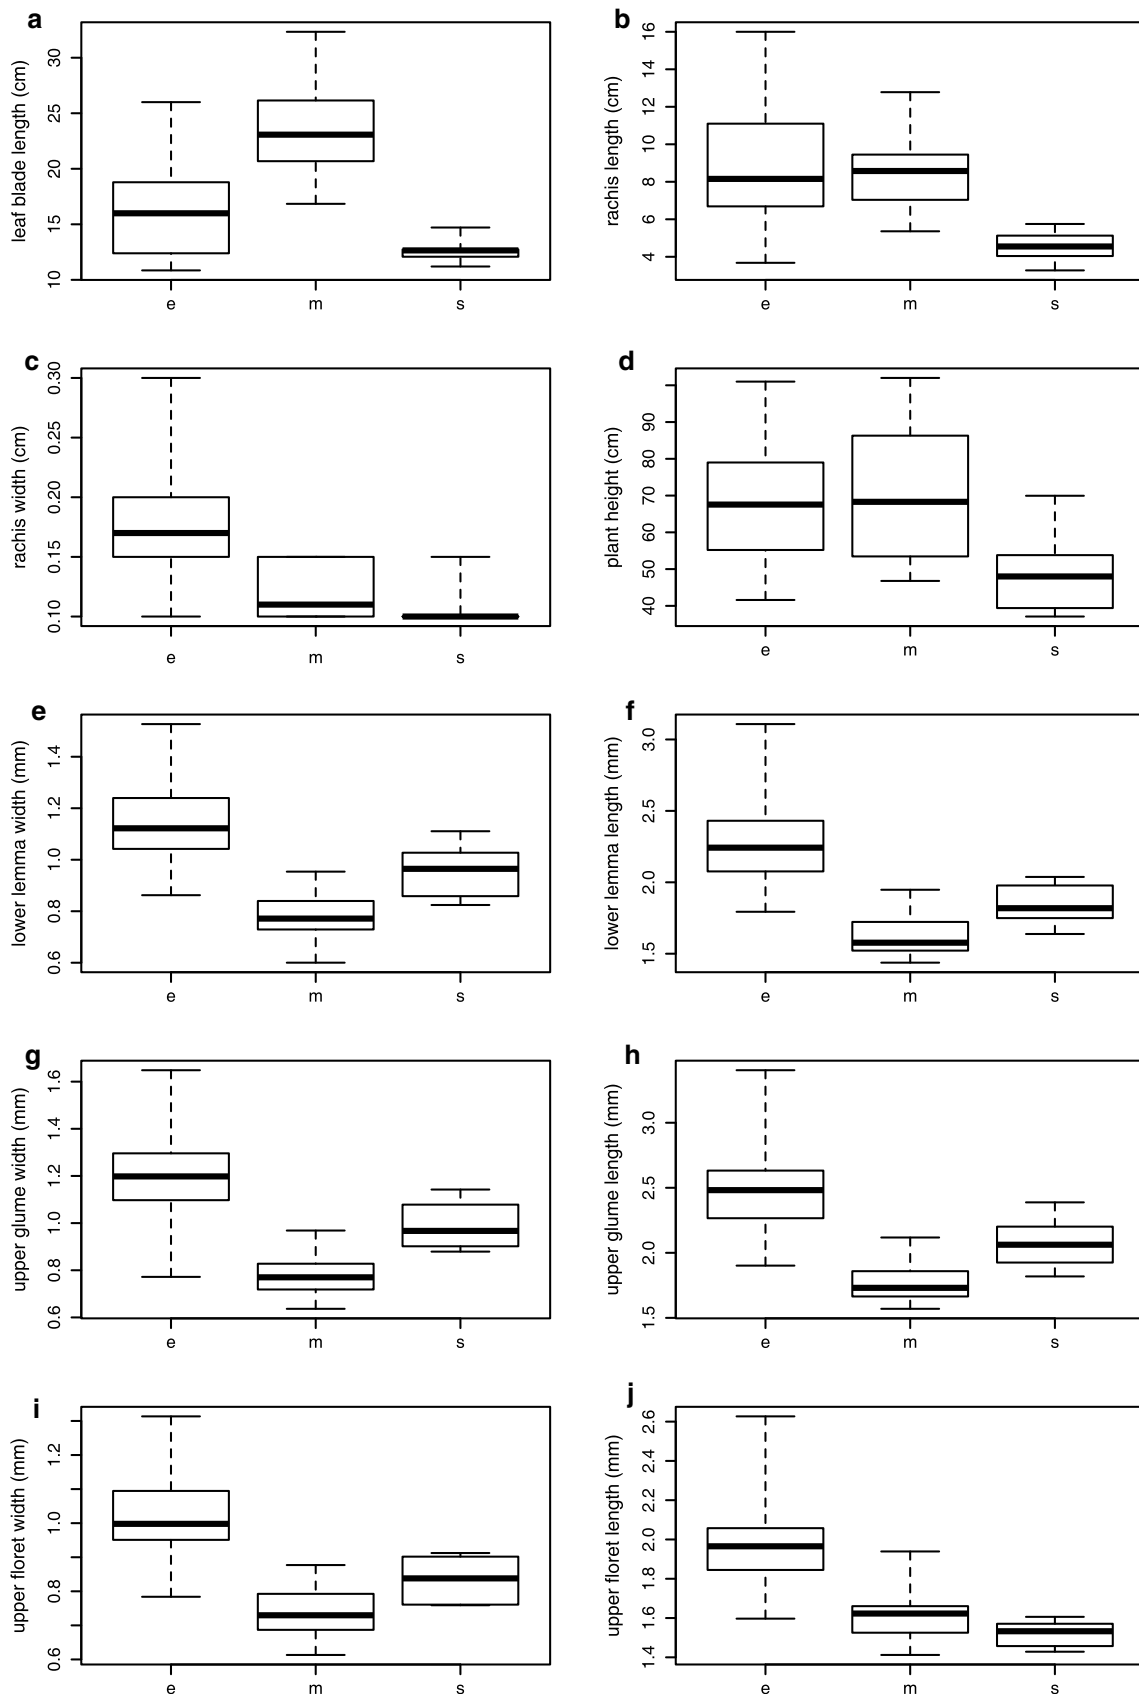 a
leaf blade length (cm)
10 15 20 25 30
e m s
b
rachis length (cm)
4 6 8 10 12 14 16
e m s
c
rachis width (cm)
0.10 0.15 0.20 0.25 0.30
e m s
d
plant height (cm)
40 50 60 70 80 90
e m s
e
lower lemma width (mm)
0.6 0.8 1.0 1.2 1.4
e m s
f
lower lemma length (mm)
1.5 2.0 2.5 3.0
e m s
g
upper glume width (mm)
0.6 0.8 1.0 1.2 1.4 1.6
e m s
h
upper glume length (mm)
1.5 2.0 2.5 3.0
e m s
i
upper floret width (mm)
0.6 0.8 1.0 1.2
e m s
j
upper floret length (mm)
1.4 1.6 1.8 2.0 2.2 2.4 2.6
e m s